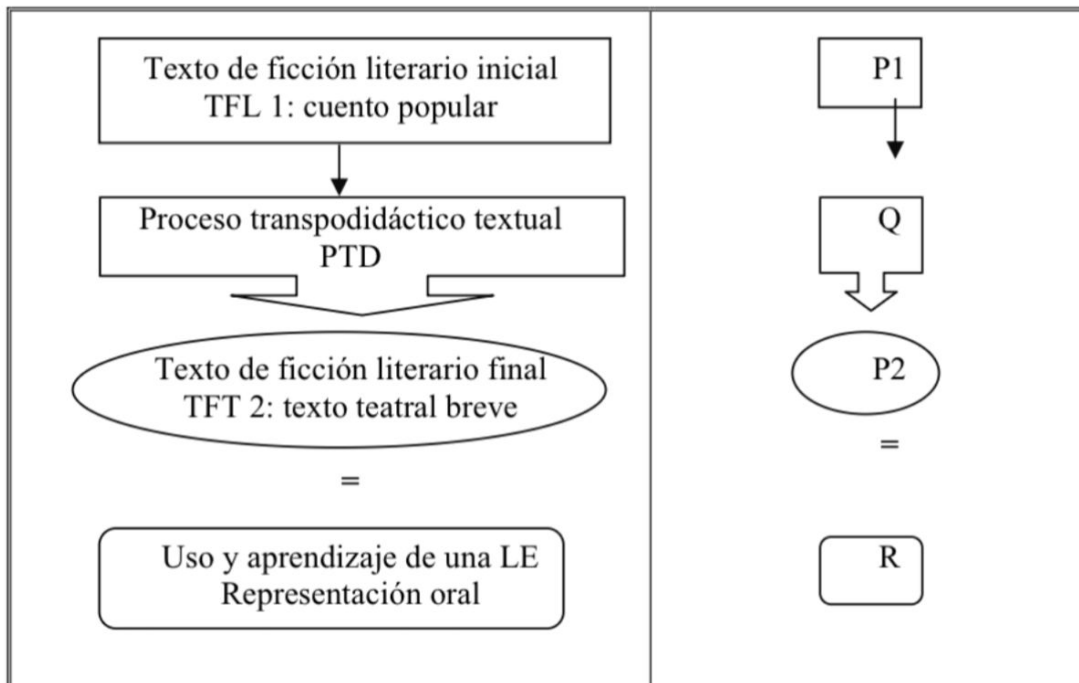 Texto de ficción literario inicial
TFL 1: cuento popular
P1
Proceso transpodidáctico textual
PTD
Q
Texto de ficción literario final
TFT 2: texto teatral breve
P2
=
=
Uso y aprendizaje de una LE
Representación oral
R